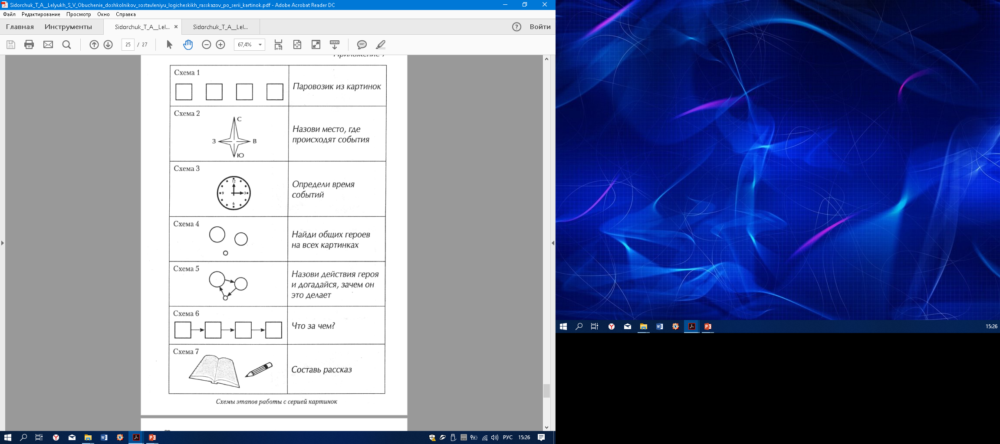 Sidorchuk_T_A__Lelyukh_S_V_Obuchenie_doshkolnikov_sostavleniyu_logicheskikh_rasskazov_po_serii_kartinok.pdf - Adobe Acrobat Reader DC
Файл Редактирование Просмотр Окно Справка
Главная Инструменты Sidorchuk_T_A__Lel... × Sidorchuk_T_A__Lel... Войти
25 / 27 67,4%
Приложение 7
Схема 1
Паровозик из картинок
Схема 2
С
З В
Ю
Назови место, где
происходят события
Схема 3
12
9 3
6
Определи время
событий
Схема 4
Найди общих героев
на всех картинках
Схема 5
Назови действия героя
и догадайся, зачем он
это делает
Схема 6
Что за чем?
Схема 7
Составь рассказ
Схемы этапов работы с серией картинок
РУС 15:26
15:26